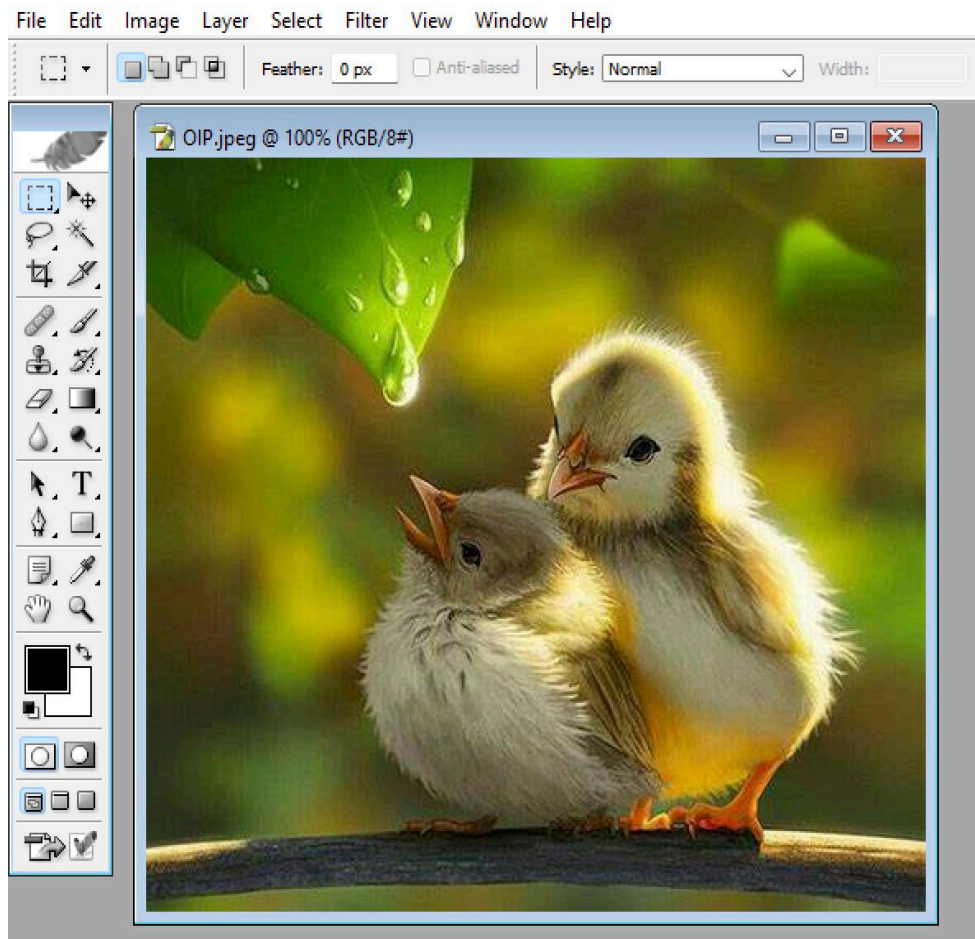 File Edit Image Layer Select Filter View Window Help
Feather: 0 px Anti-aliased Style: Normal Width:
OIP.jpeg @ 100% (RGB/8#)
T